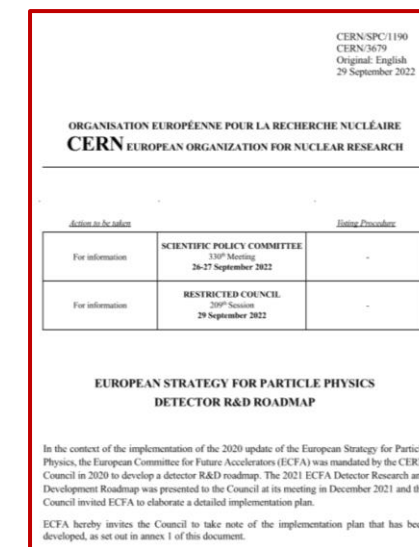 CERN/SPC/1190
CERN/3679
Original: English
29 September 2022
ORGANISATION EUROPÉENNE POUR LA RECHERCHE NUCLÉAIRE
CERN EUROPEAN ORGANIZATION FOR NUCLEAR RESEARCH
Action to be taken
Voting Procedure
For information
SCIENTIFIC POLICY COMMITTEE
330th Meeting
26-27 September 2022
-
For information
RESTRICTED COUNCIL
209th Session
29 September 2022
-
EUROPEAN STRATEGY FOR PARTICLE PHYSICS
DETECTOR R&D ROADMAP
In the context of the implementation of the 2020 update of the European Strategy for Partic
Physics, the European Committee for Future Accelerators (ECFA) was mandated by the CER
Council in 2020 to develop a detector R&D roadmap. The 2021 ECFA Detector Research an
Development Roadmap was presented to the Council at its meeting in December 2021 and th
Council invited ECFA to elaborate a detailed implementation plan.
ECFA hereby invites the Council to take note of the implementation plan that has bee
developed, as set out in annex 1 of this document.